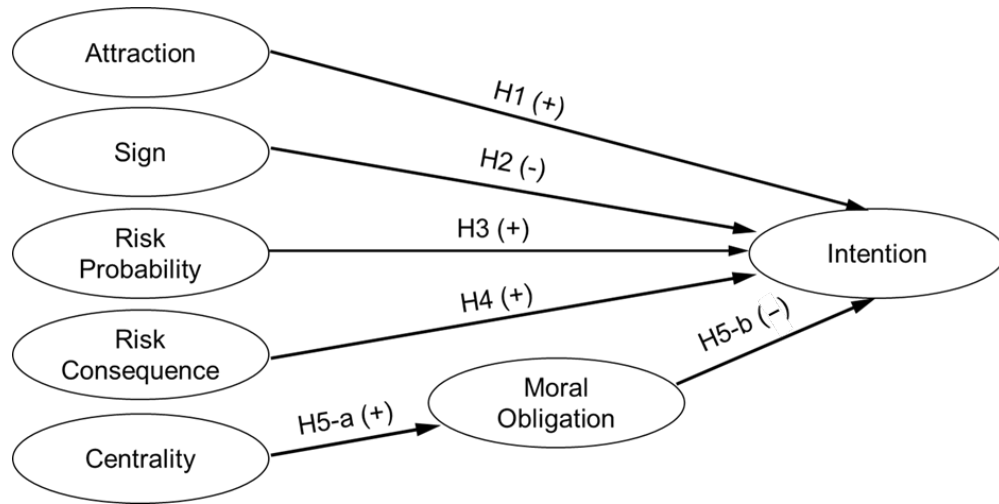 Attraction
H1 (+)
Sign
H2 (-)
Risk
Probability
H3 (+)
Intention
Risk
Consequence
H4 (+)
H5-b (−)
Moral
Obligation
H5-a (+)
Centrality